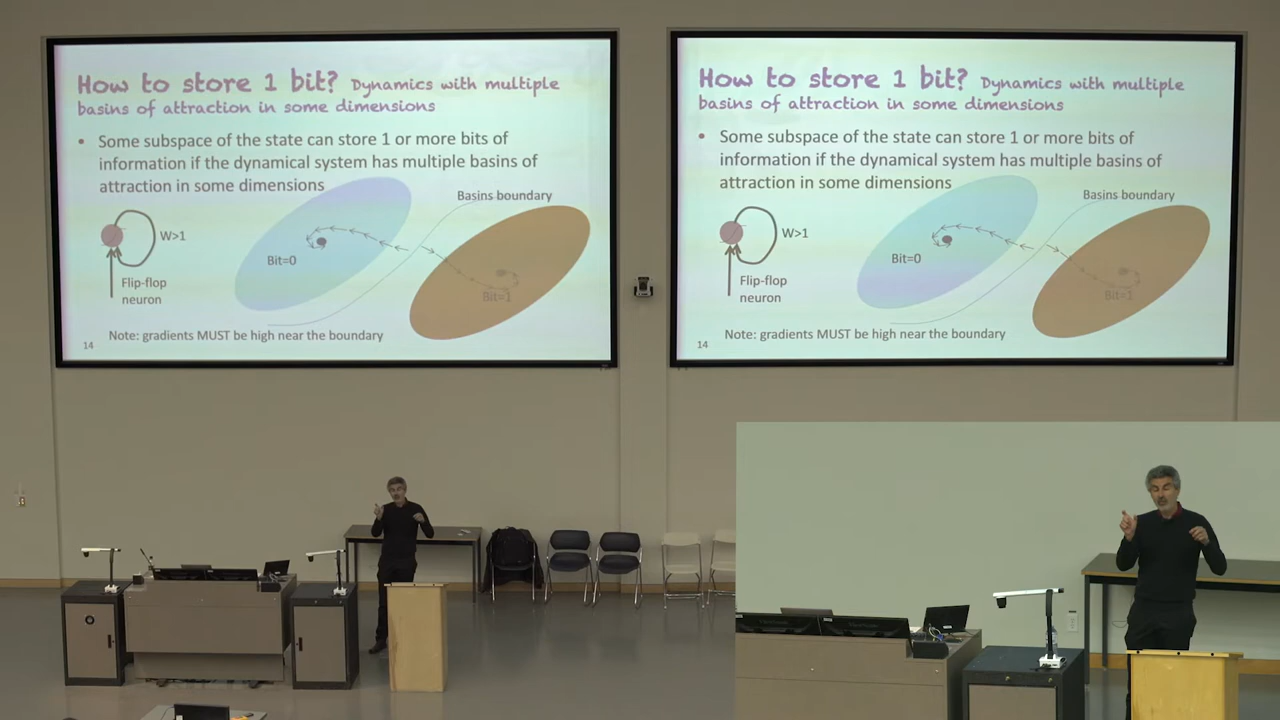 How to store 1 bit? Dynamics with multiple
basins of attraction in some dimensions
• Some subspace of the state can store 1 or more bits of
information if the dynamical system has multiple basins of
attraction in some dimensions
Basins boundary
W>1
Bit=0
Flip-flop
neuron
Bit=1
Note: gradients MUST be high near the boundary
14
How to store 1 bit? Dynamics with multiple
basins of attraction in some dimensions
• Some subspace of the state can store 1 or more bits of
information if the dynamical system has multiple basins of
attraction in some dimensions
Basins boundary
W>1
Bit=0
Flip-flop
neuron
Bit=1
Note: gradients MUST be high near the boundary
14